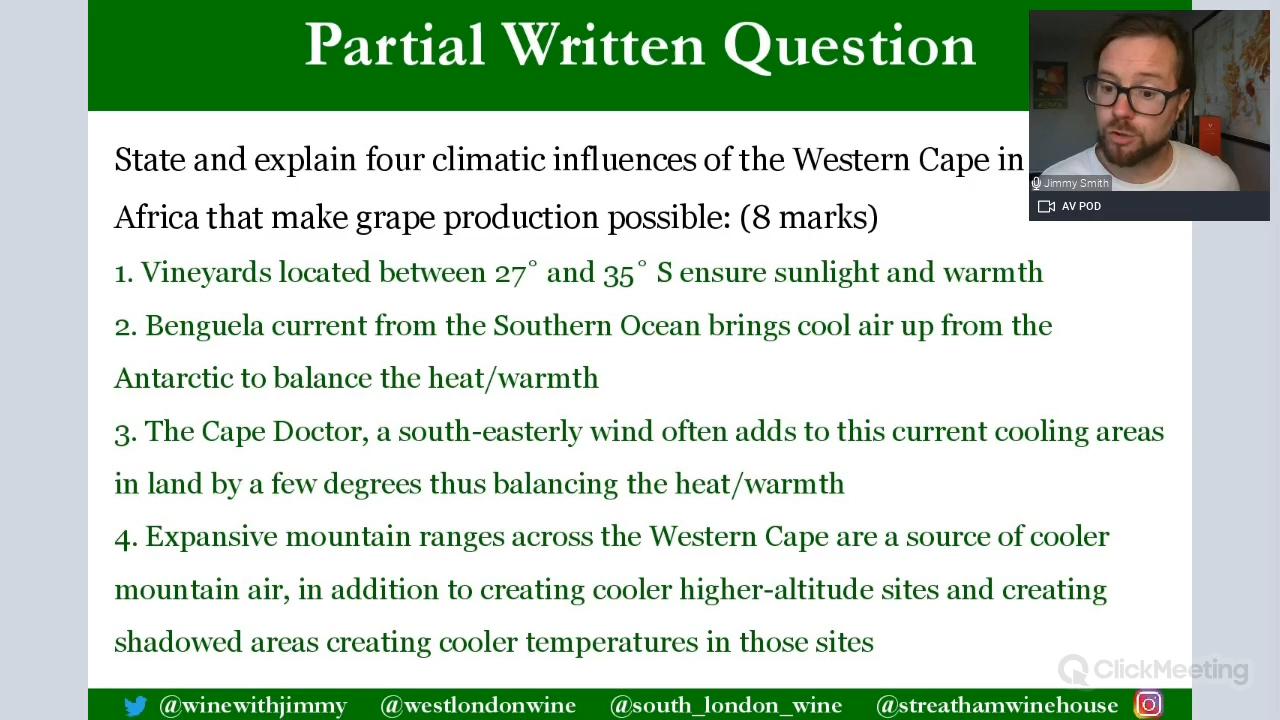 Partial Written Question
State and explain four climatic influences of the Western Cape in
Africa that make grape production possible: (8 marks)
1. Vineyards located between 27° and 35° S ensure sunlight and warmth
2. Benguela current from the Southern Ocean brings cool air up from the
Antarctic to balance the heat/warmth
3. The Cape Doctor, a south-easterly wind often adds to this current cooling areas
in land by a few degrees thus balancing the heat/warmth
4. Expansive mountain ranges across the Western Cape are a source of cooler
mountain air, in addition to creating cooler higher-altitude sites and creating
shadowed areas creating cooler temperatures in those sites
Jimmy Smith
AV POD
ClickMeeting
@winewithjimmy @westlondonwine @south_london_wine @streathamwinehouse